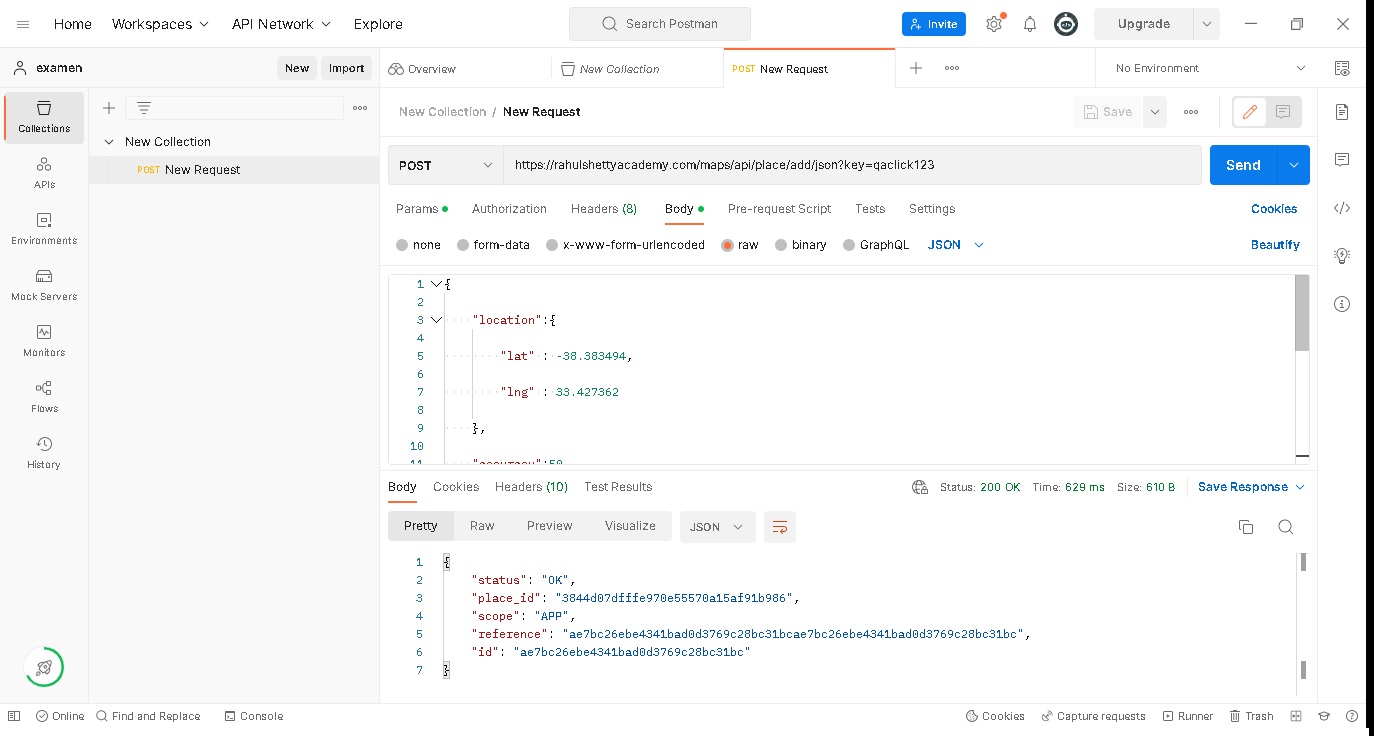 Home Workspaces API Network Explore Search Postman Invite Upgrade
examen New Import Overview New Collection POST New Request No Environment
Collections
APIs
Environments
Mock Servers
Monitors
Flows
History
New Collection
POST New Request
New Collection / New Request Save
POST https://rahulshettyacademy.com/maps/api/place/add/json?key=qaclick123 Send
Params Authorization Headers (8) Body Pre-request Script Tests Settings Cookies
none form-data x-www-form-urlencoded raw binary GraphQL JSON Beautify
1 {
2
3 "location":{
4
5 "lat" : -38.383494,
6
7 "lng" : 33.427362
8
9 },
10
11 "accuracy":50
Body Cookies Headers (10) Test Results Status: 200 OK Time: 629 ms Size: 610 B Save Response
Pretty Raw Preview Visualize JSON
1 {
2 "status": "OK",
3 "place_id": "3844d07dfffe970e55570a15af91b986",
4 "scope": "APP",
5 "reference": "ae7bc26ebe4341bad0d3769c28bc31bcae7bc26ebe4341bad0d3769c28bc31bc",
6 "id": "ae7bc26ebe4341bad0d3769c28bc31bc"
7 }
Online Find and Replace Console Cookies Capture requests Runner Trash